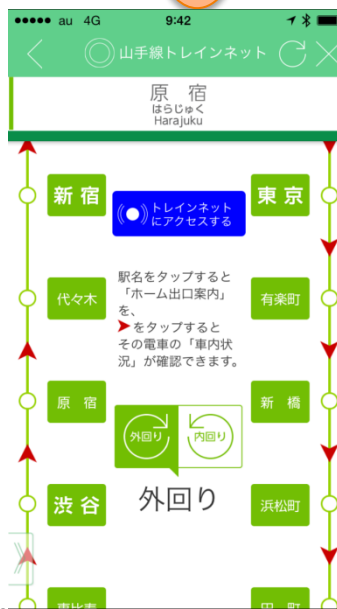 au 4G 9:42
山手線トレインネット
原 宿
はらじゅく
Harajuku
新宿
トレインネット
にアクセスする
東京
駅名をタップすると
「ホーム出口案内」
を、
をタップすると
その電車の「車内状
況」が確認できます。
代々木
有楽町
原 宿
新 橋
外回り
内回り
渋谷
外回り
浜松町
恵比寿
田 町